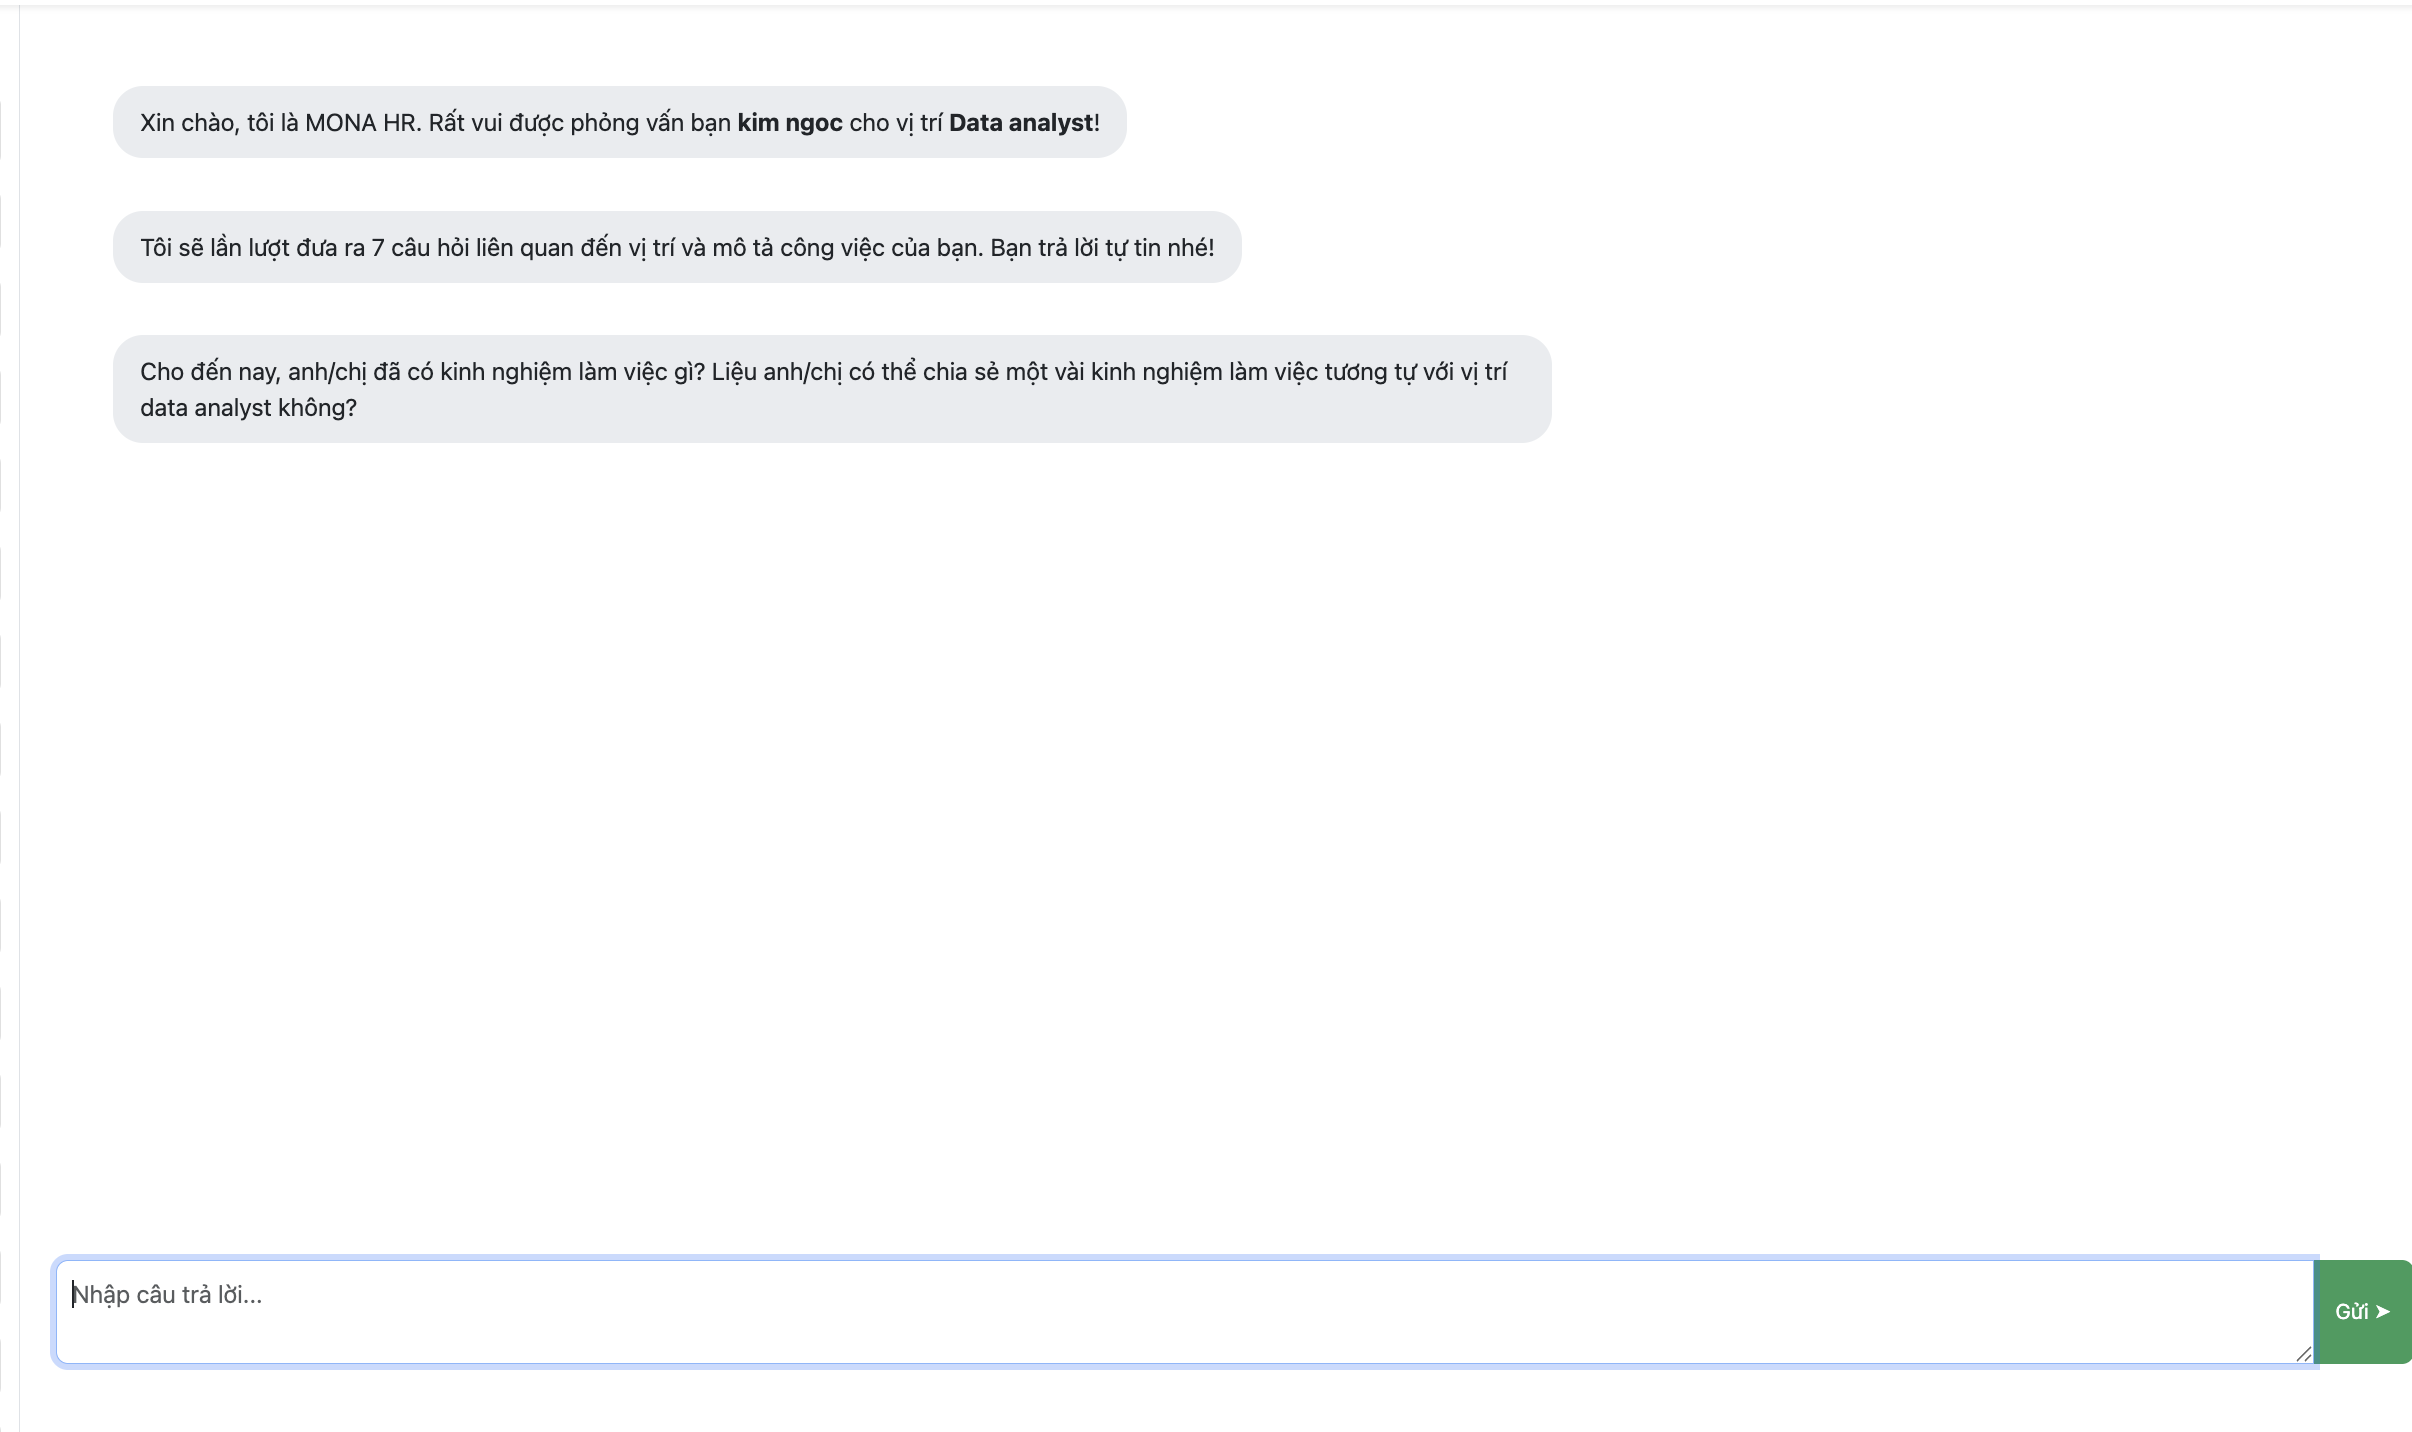 Xin chào, tôi là MONA HR. Rất vui được phỏng vấn bạn kim ngoc cho vị trí Data analyst!
Tôi sẽ lần lượt đưa ra 7 câu hỏi liên quan đến vị trí và mô tả công việc của bạn. Bạn trả lời tự tin nhé!
Cho đến nay, anh/chị đã có kinh nghiệm làm việc gì? Liệu anh/chị có thể chia sẻ một vài kinh nghiệm làm việc tương tự với vị trí
data analyst không?
Nhập câu trả lời...
Gửi ➤